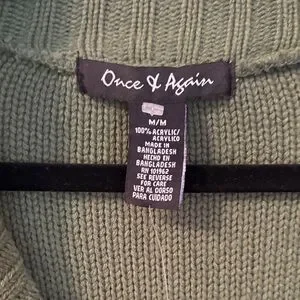 Once & Again
M/M
100% ACRYLIC/
ACRYLICO
MADE IN
BANGLADESH
HECHO EN
BANGLADESH
RN 101962
SEE REVERSE
FOR CARE
VER AL DORSO
PARA CUIDADO